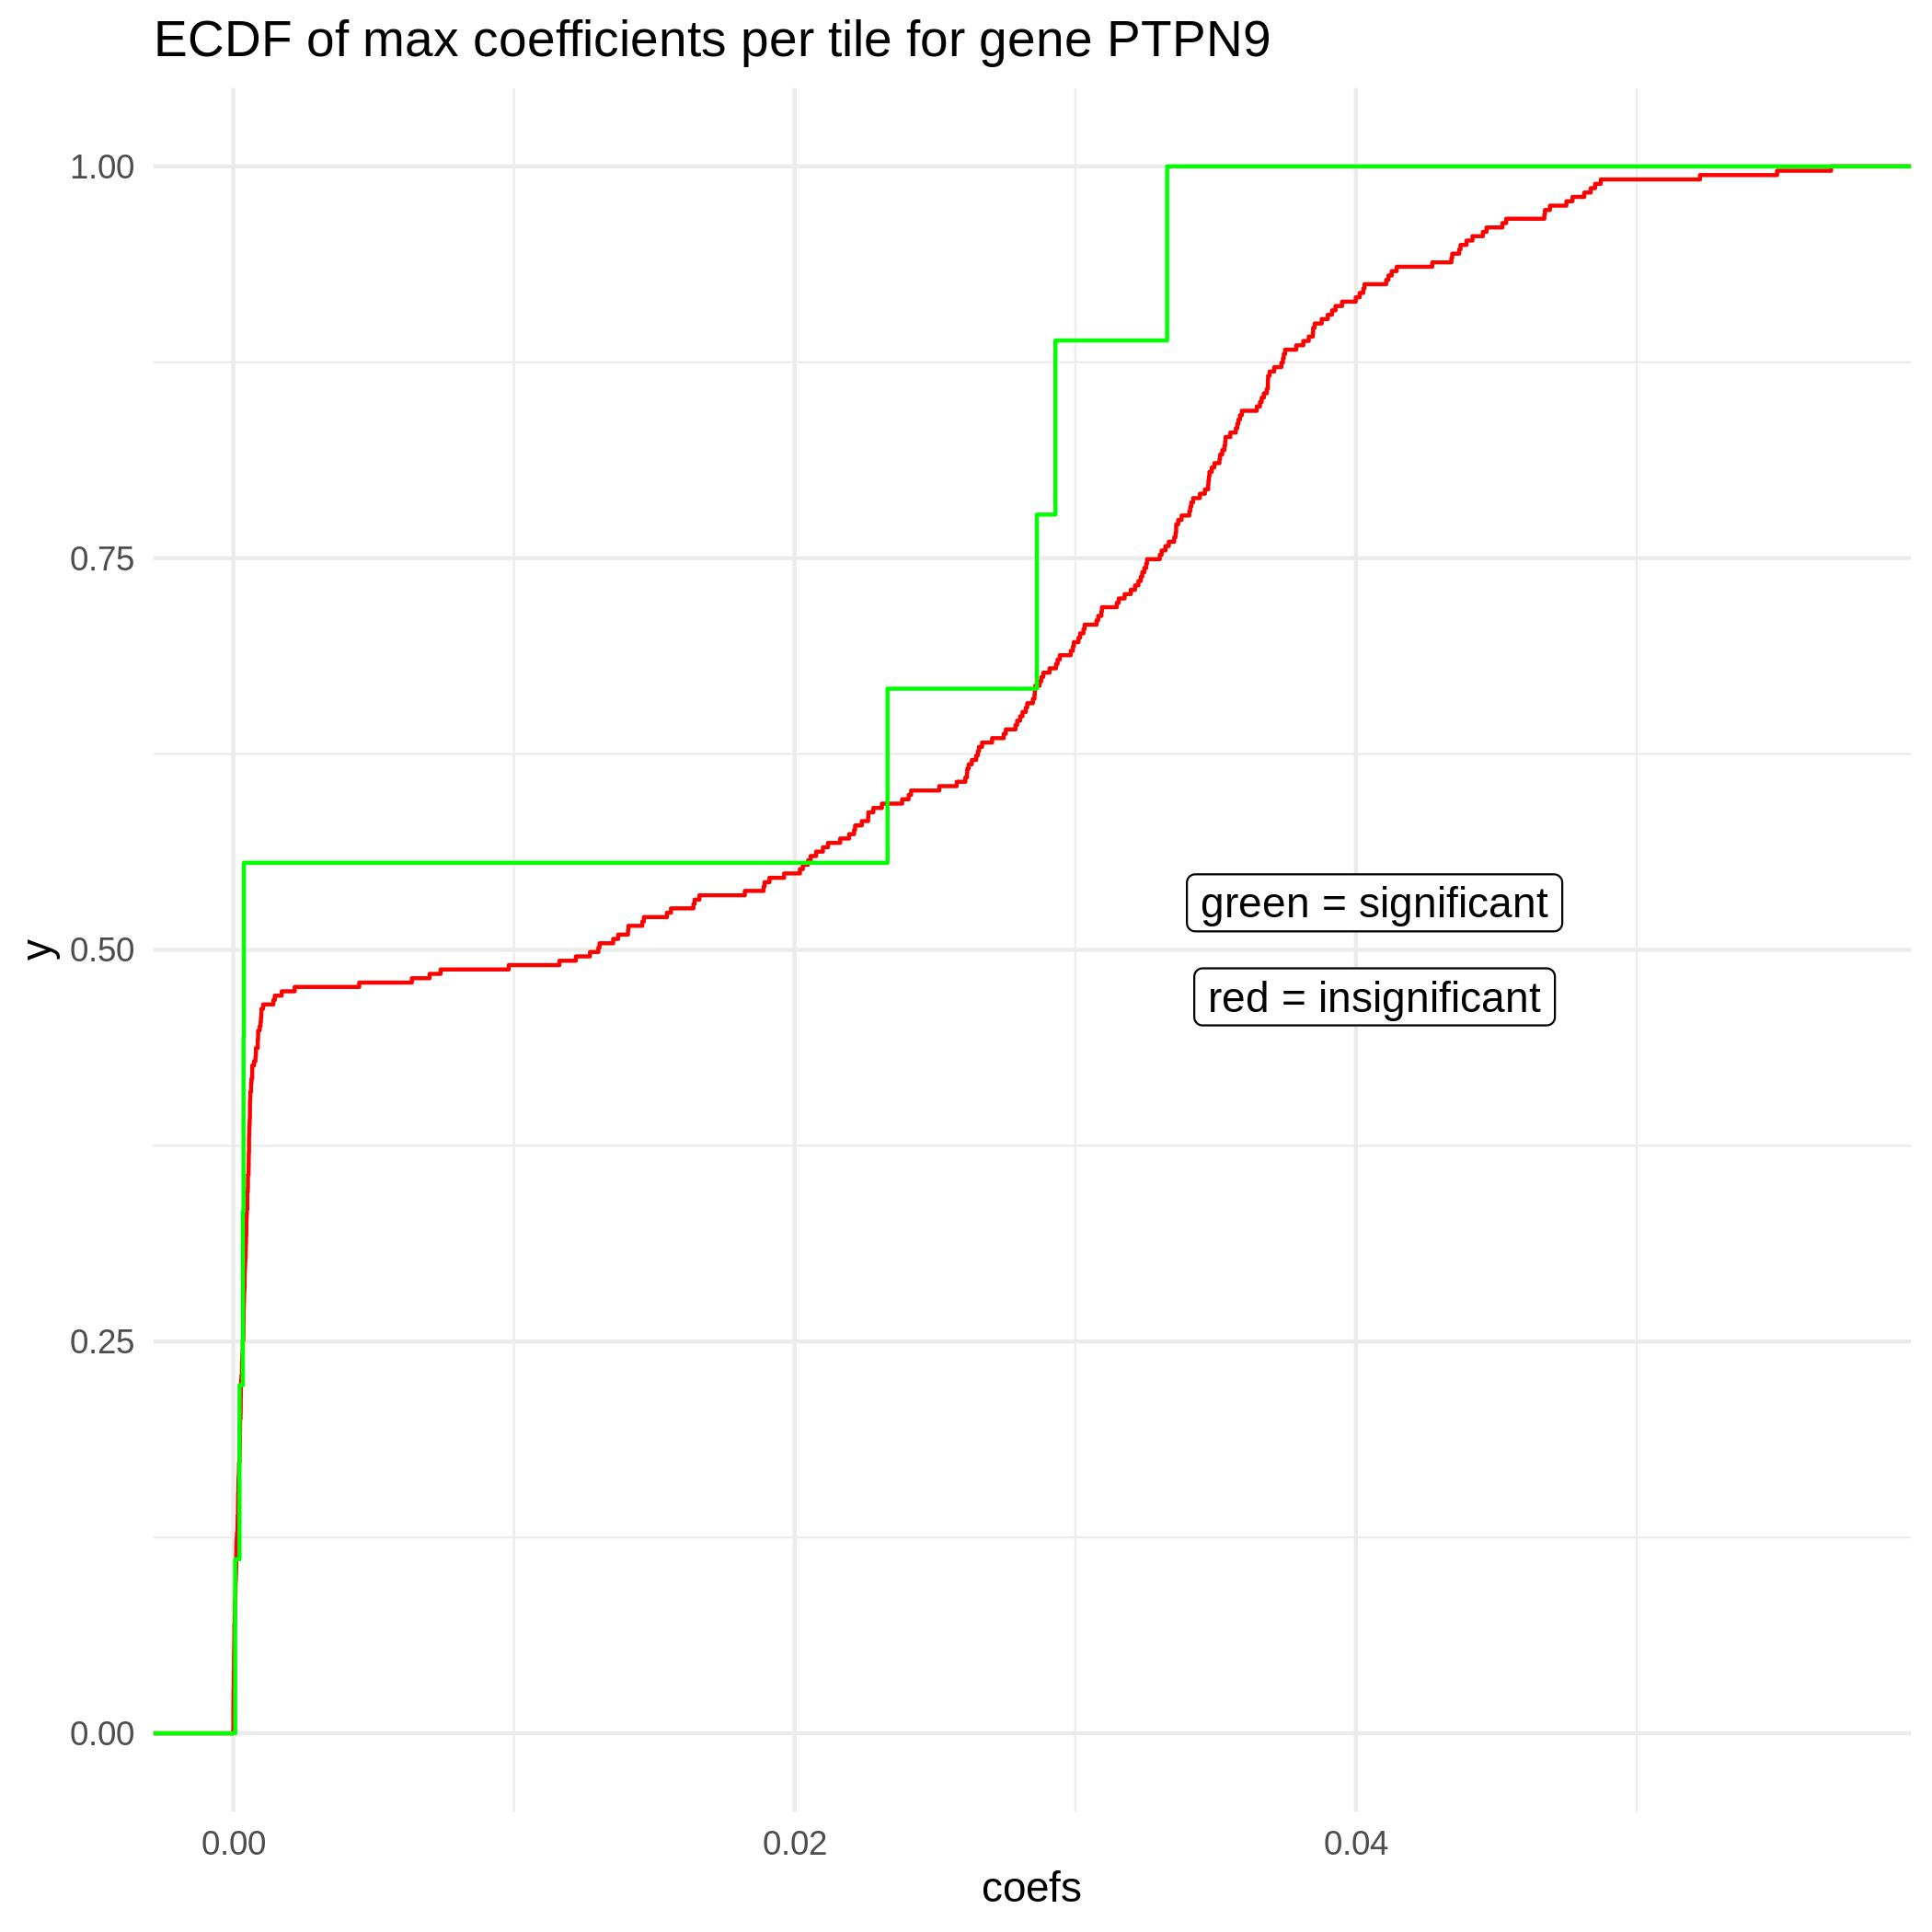 ECDF of max coefficients per tile for gene PTPN9
1.00
0.75
0.50
0.25
0.00
y
green = significant
red = insignificant
0.00 0.02 0.04
coefs